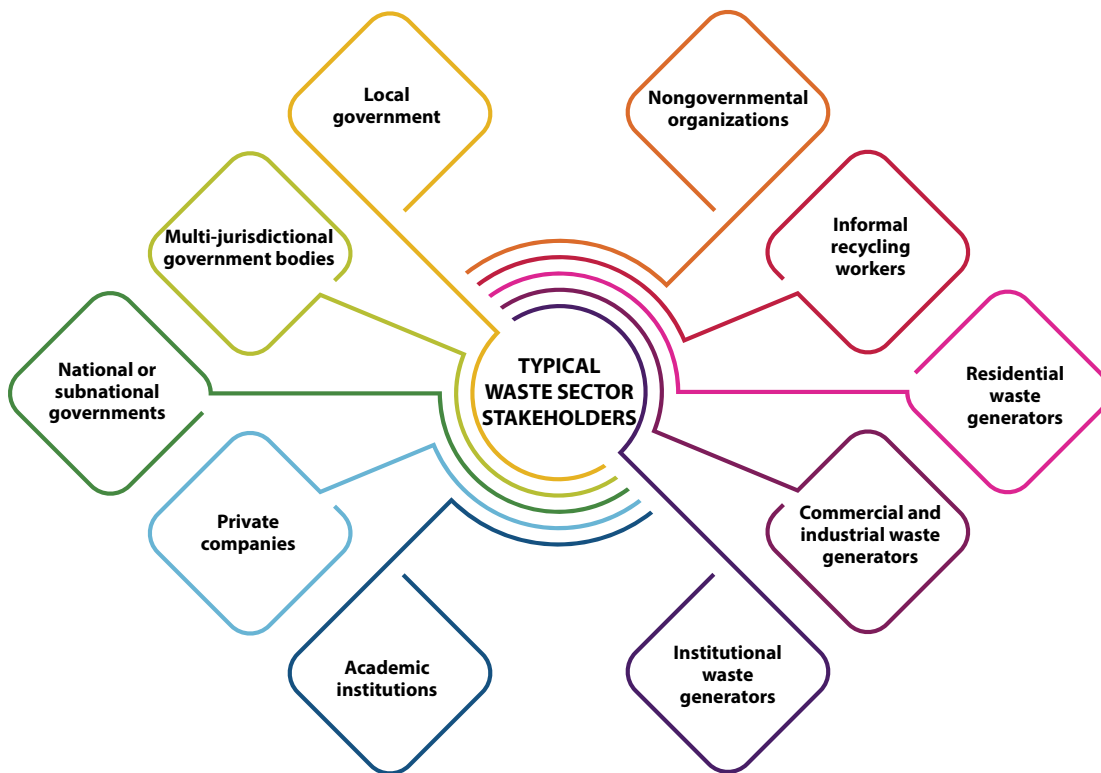 Local
government
Nongovernmental
organizations
Multi-jurisdictional
government bodies
Informal
recycling
workers
National or
subnational
governments
TYPICAL
WASTE SECTOR
STAKEHOLDERS
Residential
waste
generators
Private
companies
Commercial and
industrial waste
generators
Academic
institutions
Institutional
waste
generators